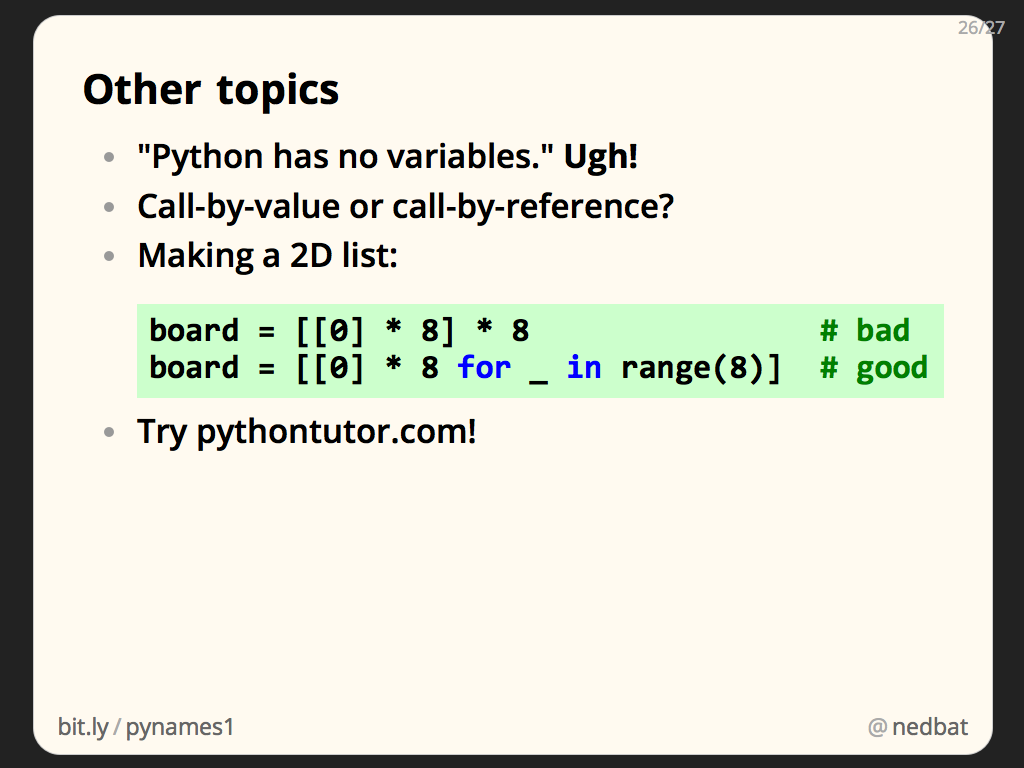 26/27
Other topics
"Python has no variables." Ugh!
Call-by-value or call-by-reference?
Making a 2D list:
board = [[0] * 8] * 8                # bad
board = [[0] * 8 for _ in range(8)]  # good
Try pythontutor.com!
bit.ly / pynames1
@ nedbat